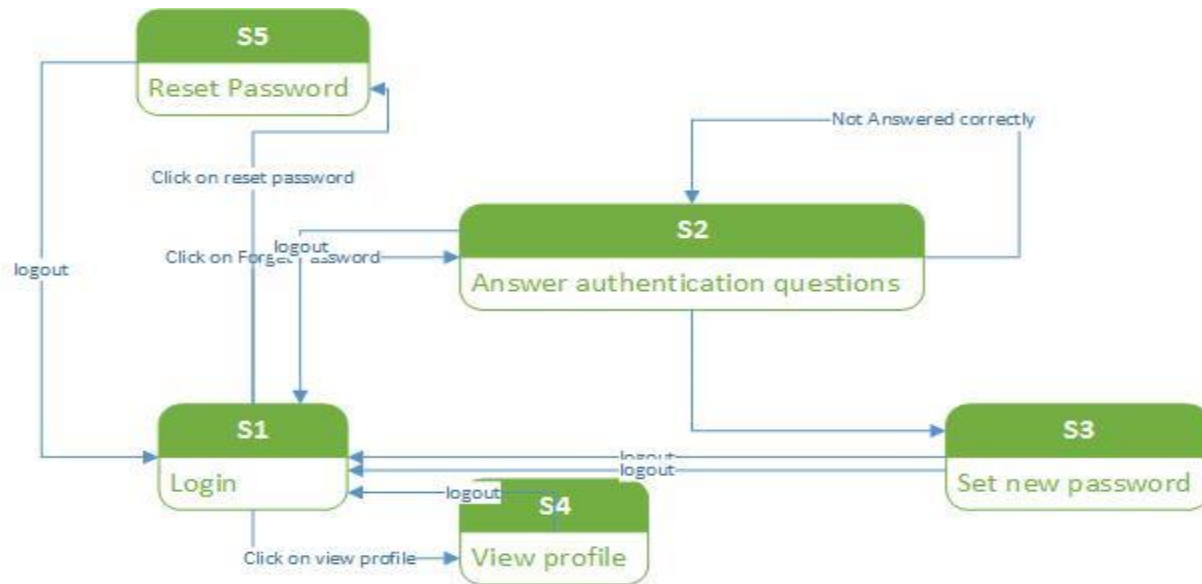 S5
Reset Password
Not Answered correctly
Click on reset password
S2
logout
Click on Forget Password
logout
Answer authentication questions
S1
S3
logout
logout
Login
Set new password
logout
S4
Click on view profile
View profile